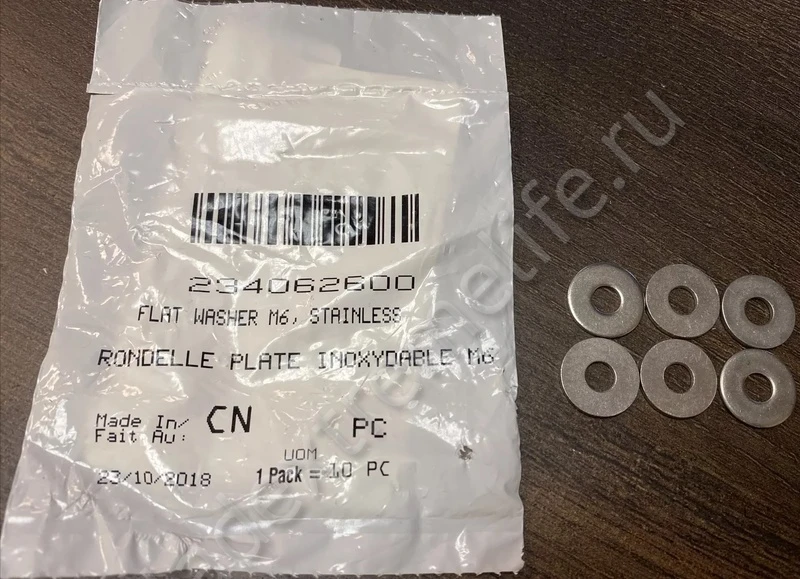 234062600
FLAT WASHER M6, STAINLESS
RONDELLE PLATE INOXYDABLE M6
Made In/ CN
Fait Au:
PC
UOM
23/10/2018
1 Pack = 10 PC